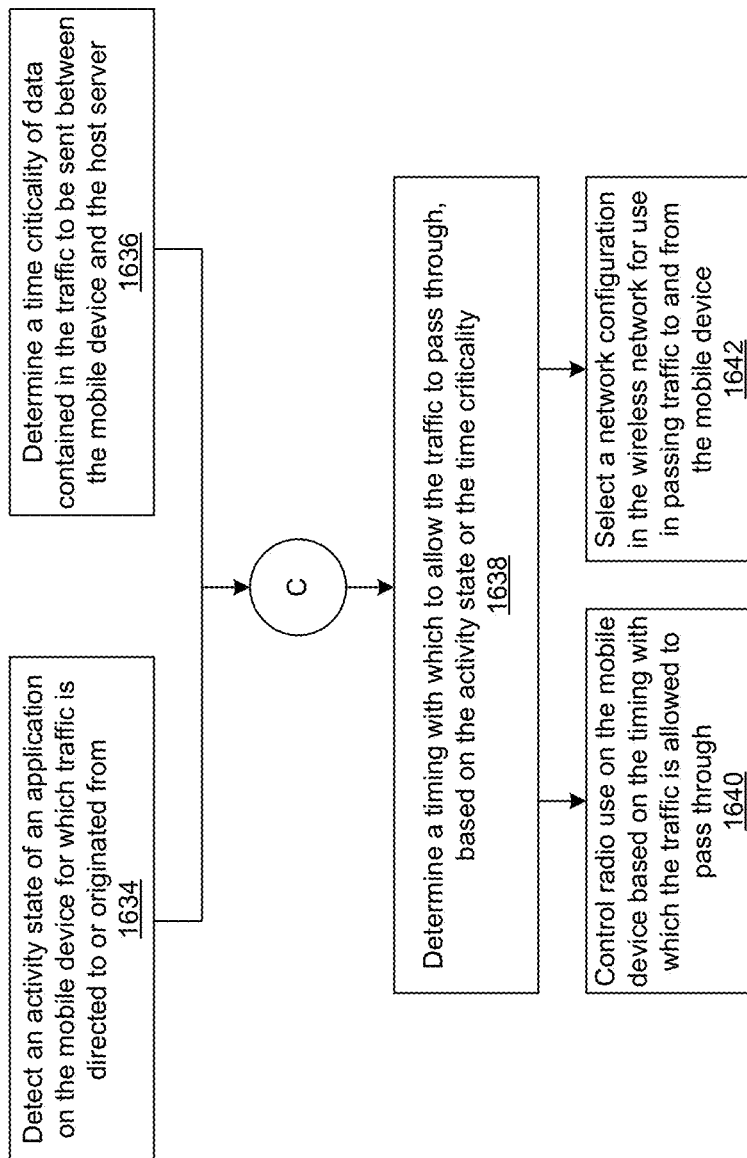 Detect an activity state of an application
on the mobile device for which traffic is
directed to or originated from
1634
Determine a time criticality of data
contained in the traffic to be sent between
the mobile device and the host server
1636
C
Determine a timing with which to allow the traffic to pass through,
based on the activity state or the time criticality
1638
Control radio use on the mobile
device based on the timing with
which the traffic is allowed to
pass through
1640
Select a network configuration
in the wireless network for use
in passing traffic to and from
the mobile device
1642